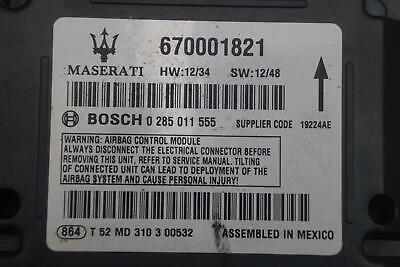 670001821
MASERATI HW:12/34 SW:12/48
BOSCH 0 285 011 555 SUPPLIER CODE 19224AE
WARNING: AIRBAG CONTROL MODULE
ALWAYS DISCONNECT THE ELECTRICAL CONNECTOR BEFORE
REMOVING THIS UNIT, REFER TO SERVICE MANUAL. TILTING
OF CONNECTED UNIT CAN LEAD TO DEPLOYMENT OF THE
AIRBAG SYSTEM AND CAUSE PERSONAL INJURY!
864 T 52 MD 310 3 00532 ASSEMBLED IN MEXICO